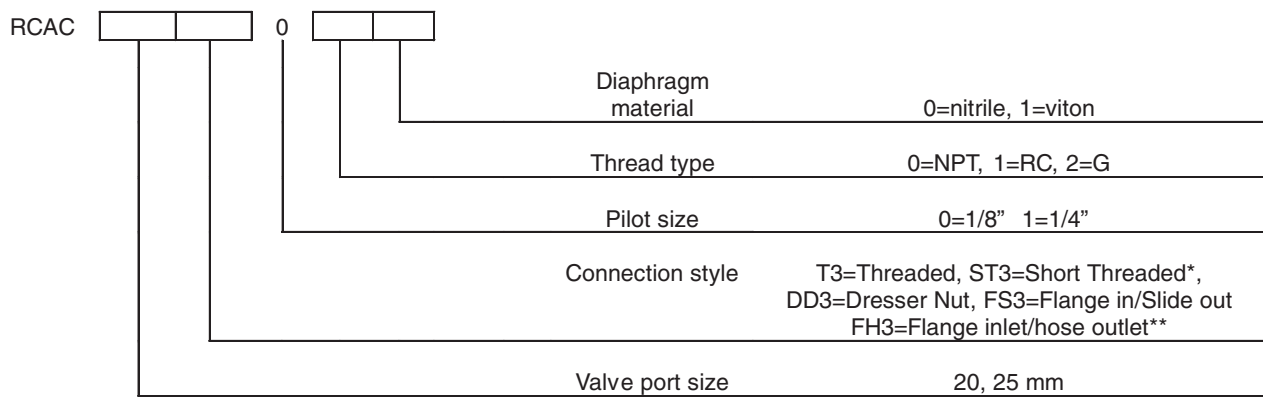 RCAC 0
Diaphragm
material 0=nitrile, 1=viton
Thread type 0=NPT, 1=RC, 2=G
Pilot size 0=1/8” 1=1/4”
Connection style T3=Threaded, ST3=Short Threaded*,
DD3=Dresser Nut, FS3=Flange in/Slide out
FH3=Flange inlet/hose outlet**
Valve port size 20, 25 mm